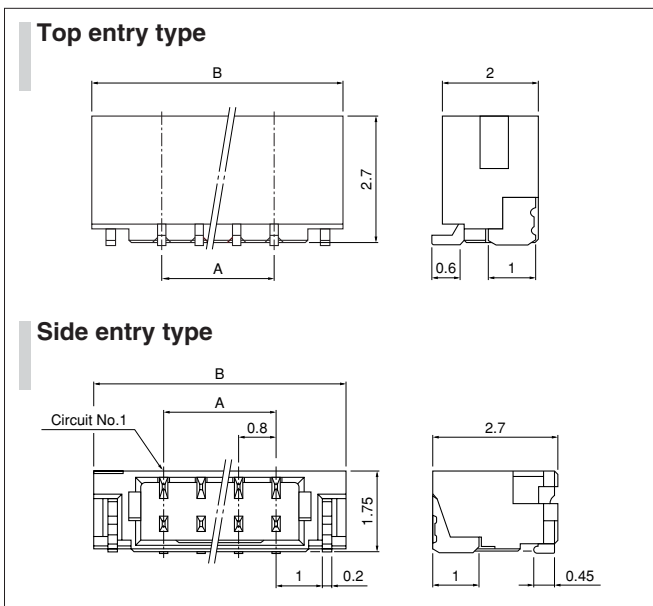 Top entry type
B
2
2.7
A
0.6
1
Side entry type
B
A
Circuit No.1
0.8
2.7
1.75
1
0.2
1
0.45